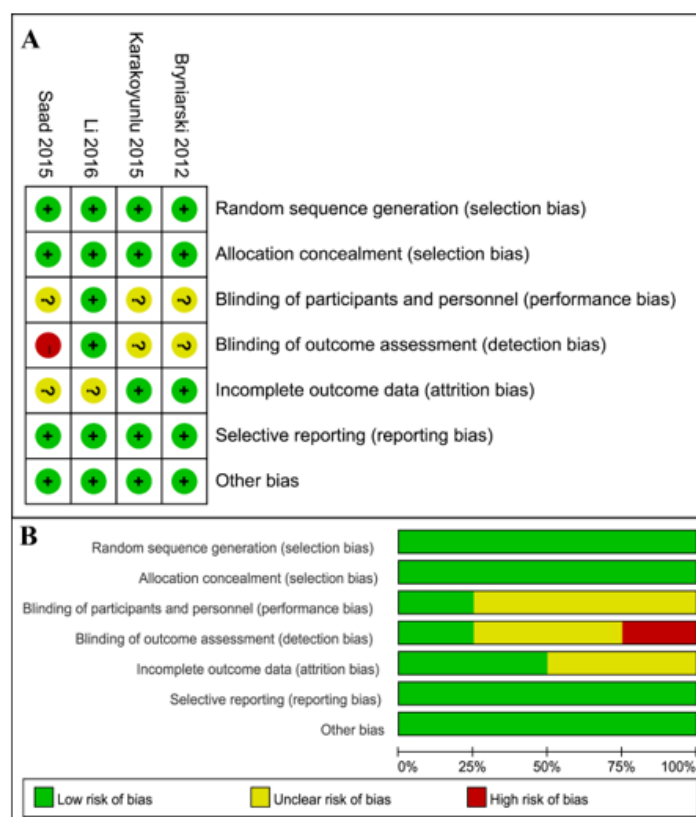 A
Saad 2015
Li 2016
Karakoyunlu 2015
Bryniarski 2012
+ + + + Random sequence generation (selection bias)
+ + + + Allocation concealment (selection bias)
? + ? ? Blinding of participants and personnel (performance bias)
- + ? ? Blinding of outcome assessment (detection bias)
? ? + + Incomplete outcome data (attrition bias)
+ + + + Selective reporting (reporting bias)
+ + + + Other bias
B
Random sequence generation (selection bias)
Allocation concealment (selection bias)
Blinding of participants and personnel (performance bias)
Blinding of outcome assessment (detection bias)
Incomplete outcome data (attrition bias)
Selective reporting (reporting bias)
Other bias
0% 25% 50% 75% 100%
Low risk of bias Unclear risk of bias High risk of bias